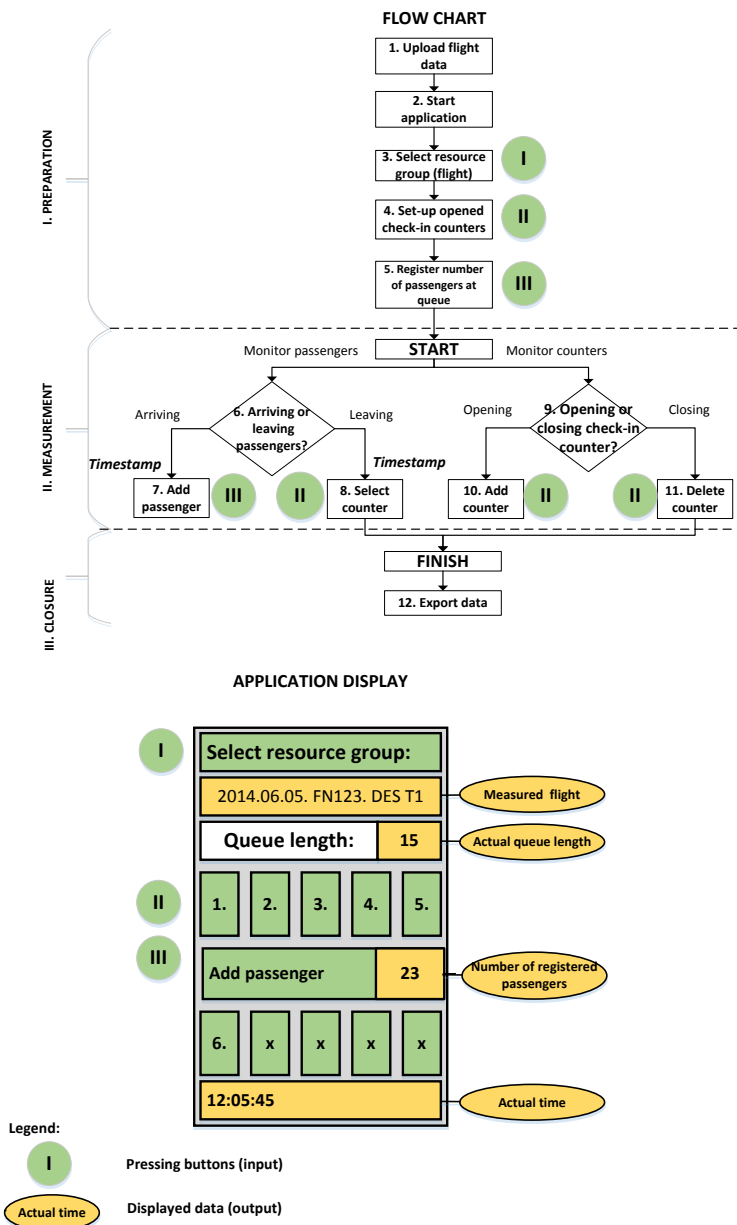 FLOW CHART
1. Upload flight
data
2. Start
application
3. Select resource
group (flight)
I
4. Set-up opened
check-in counters
II
5. Register number
of passengers at
queue
III
I. PREPARATION
START
Monitor passengers
Monitor counters
6. Arriving or
leaving
passengers?
Arriving
Leaving
9. Opening or
closing check-in
counter?
Opening
Closing
Timestamp
Timestamp
7. Add
passenger
III
II
8. Select
counter
10. Add
counter
II
II
11. Delete
counter
II. MEASUREMENT
FINISH
12. Export data
III. CLOSURE
APPLICATION DISPLAY
I
Select resource group:
2014.06.05. FN123. DES T1
Measured flight
Queue length:
15
Actual queue length
II
1.
2.
3.
4.
5.
III
Add passenger
23
Number of registered
passengers
6.
x
x
x
x
12:05:45
Actual time
Legend:
I
Pressing buttons (input)
Actual time
Displayed data (output)